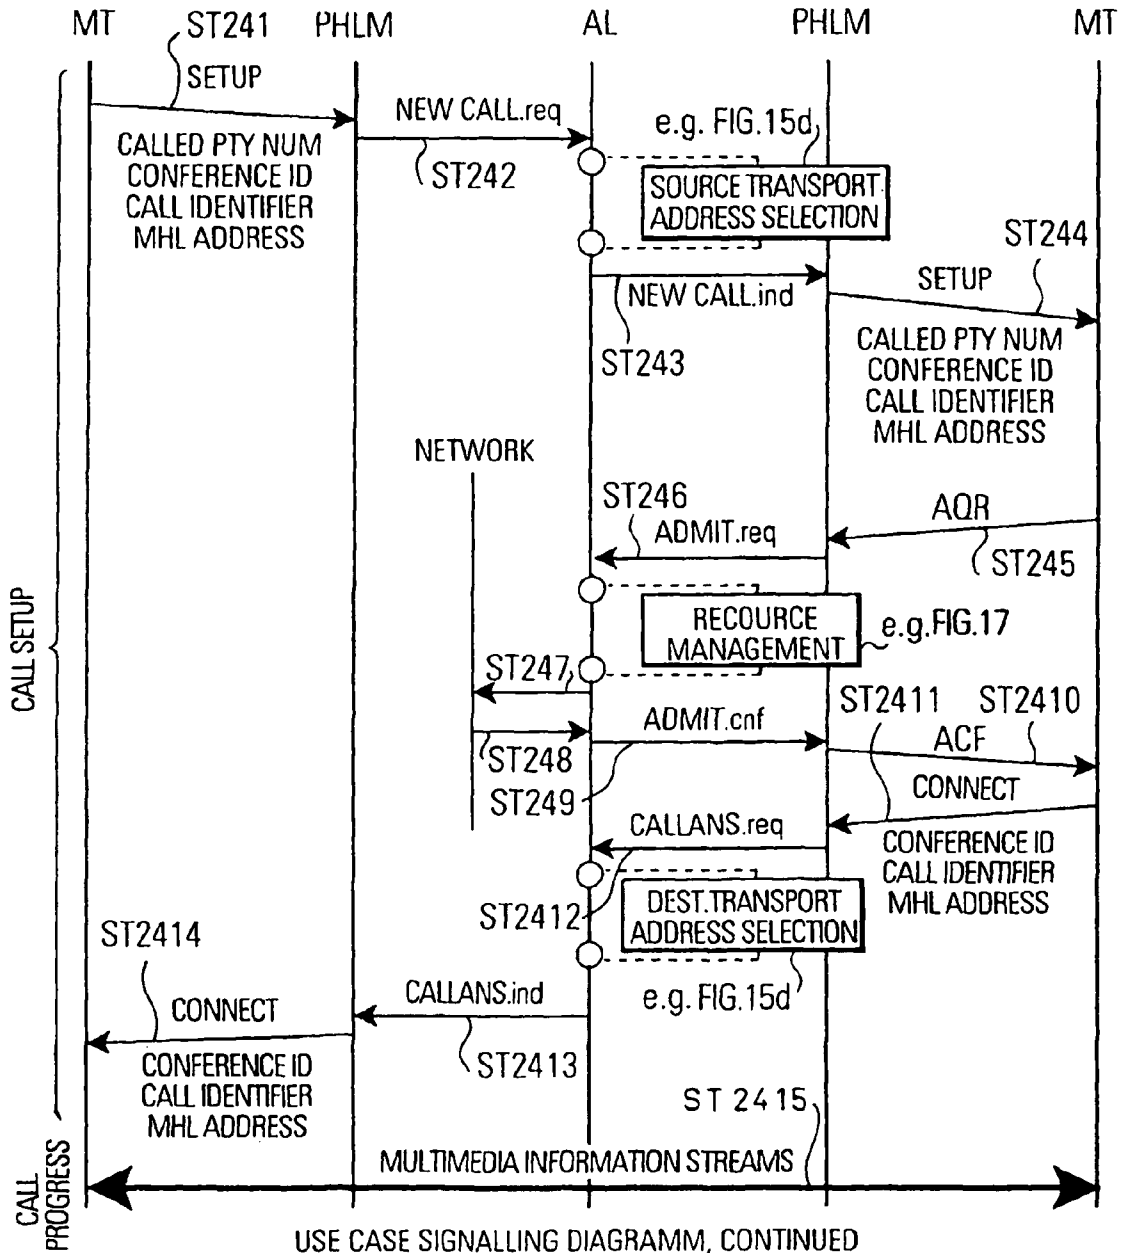 MT
ST241
PHLM
AL
PHLM
MT
SETUP
NEW CALL.req
e.g. FIG.15d
CALLED PTY NUM
CONFERENCE ID
CALL IDENTIFIER
MHL ADDRESS
ST242
SOURCE TRANSPORT
ADDRESS SELECTION
ST244
NEW CALL.ind
SETUP
ST243
CALLED PTY NUM
CONFERENCE ID
CALL IDENTIFIER
MHL ADDRESS
NETWORK
ST246
ADMIT.req
AQR
ST245
RECOURCE
MANAGEMENT
e.g.FIG.17
CALL SETUP
ST247
ST248
ADMIT.cnf
ST249
ST2411
ST2410
ACF
CONNECT
CALLANS.req
CONFERENCE ID
CALL IDENTIFIER
MHL ADDRESS
ST2412
DEST.TRANSPORT
ADDRESS SELECTION
ST2414
CALLANS.ind
e.g. FIG.15d
CONNECT
ST2413
CONFERENCE ID
CALL IDENTIFIER
MHL ADDRESS
ST 2415
CALL
PROGRESS
MULTIMEDIA INFORMATION STREAMS
USE CASE SIGNALLING DIAGRAMM, CONTINUED